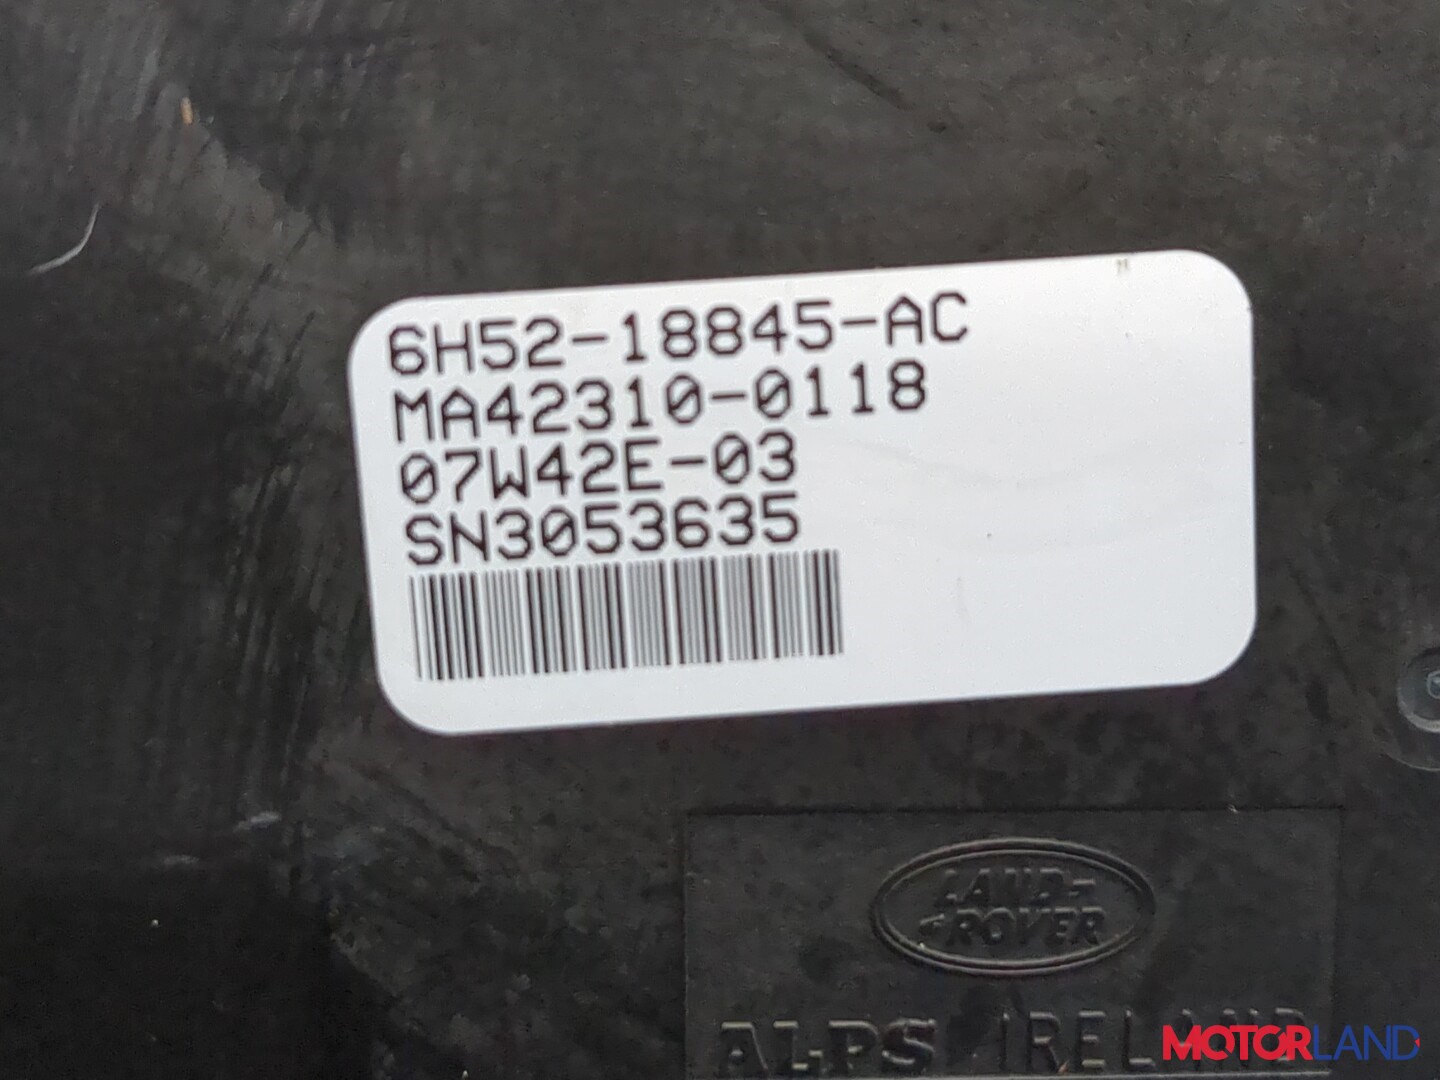 6H52-18845-AC
MA42310-0118
07W42E-03
SN3053635
LAND-
ROVER
ALPS IRELAND
MOTORLAND